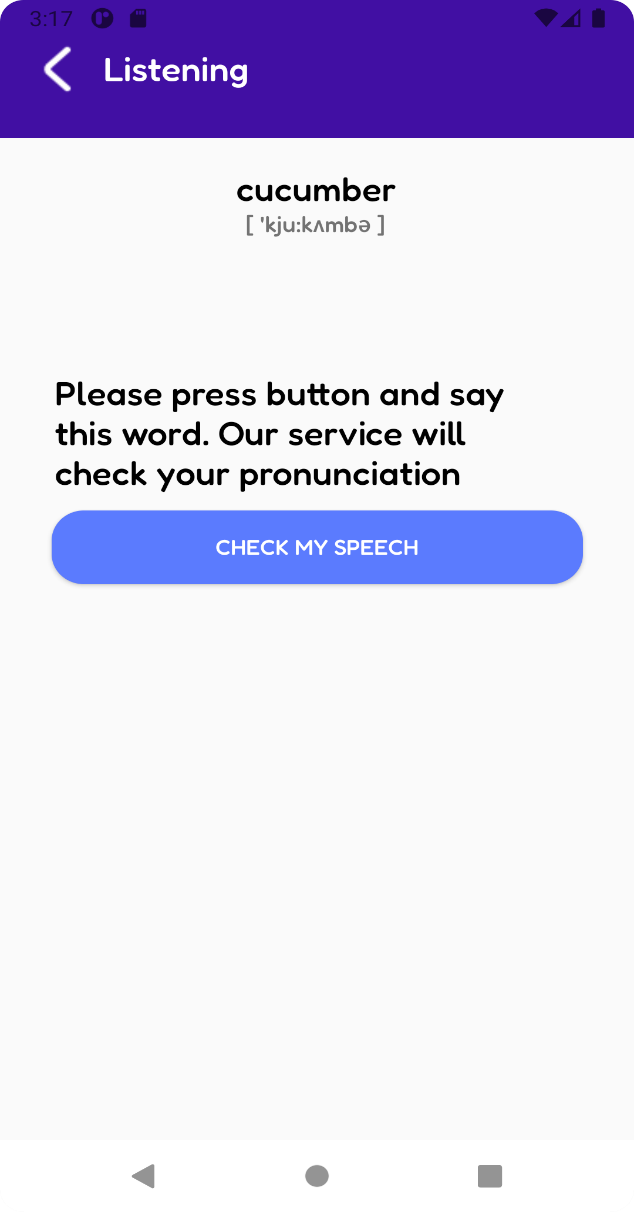 3:17
Listening
cucumber
[ 'kju:kʌmbə ]
Please press button and say
this word. Our service will
check your pronunciation
CHECK MY SPEECH